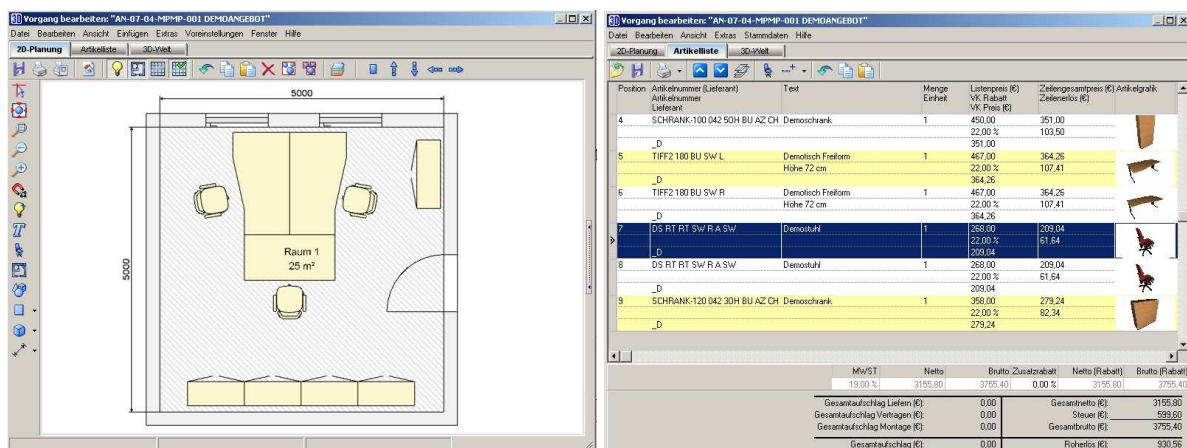 Vorgang bearbeiten: "AN-07-04-MPMP-001 DEMOANGEBOT"
Datei Bearbeiten Ansicht Einfügen Extras Voreinstellungen Fenster Hilfe
2D-Planung Artikelliste 3D-Welt
5000
5000
Raum 1
25 m²
Vorgang bearbeiten: "AN-07-04-MPMP-001 DEMOANGEBOT"
Datei Bearbeiten Ansicht Extras Stammdaten Hilfe
2D-Planung Artikelliste 3D-Welt
Position Artikelnummer (Lieferant) Text Menge Listenpreis (€) Zeilengesamtpreis (€) Artikelgrafik
Artikelnummer Einheit VK Rabatt Zeilenerlös (€)
Lieferant VK Preis (€)
4 SCHRANK-100 042 50H BU AZ CH Demoschrank 1 450,00 351,00
22,00 % 103,50
_D 351,00
5 TIFF2 180 BU SW L Demotisch Freiform 1 467,00 364,26
Höhe 72 cm 22,00 % 107,41
_D 364,26
6 TIFF2 180 BU SW R Demotisch Freiform 1 467,00 364,26
Höhe 72 cm 22,00 % 107,41
_D 364,26
7 DS RT RT SW R A SW Demostuhl 1 268,00 209,04
22,00 % 61,64
_D 209,04
8 DS RT RT SW R A SW Demostuhl 1 268,00 209,04
22,00 % 61,64
_D 209,04
9 SCHRANK-120 042 30H BU AZ CH Demoschrank 1 358,00 279,24
22,00 % 82,34
_D 279,24
MWST Netto Brutto Zusatzrabatt Netto (Rabatt) Brutto (Rabatt)
19,00 % 3155,80 3755,40 0,00 % 3155,80 3755,40
Gesamtaufschlag Liefern (€): 0,00 Gesamtnetto (€): 3155,80
Gesamtaufschlag Vertragen (€): 0,00 Steuer (€): 599,60
Gesamtaufschlag Montage (€): 0,00 Gesamtbrutto (€): 3755,40
Gesamtaufschlag (€): 0,00 Roherlös (€): 930,56